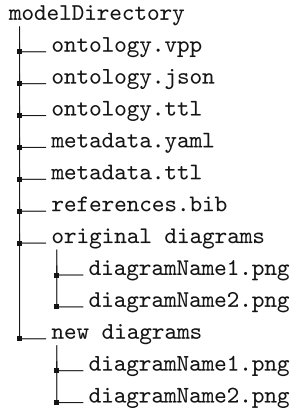 modelDirectory
ontology.vpp
ontology.json
ontology.ttl
metadata.yaml
metadata.ttl
references.bib
original diagrams
diagramName1.png
diagramName2.png
new diagrams
diagramName1.png
diagramName2.png